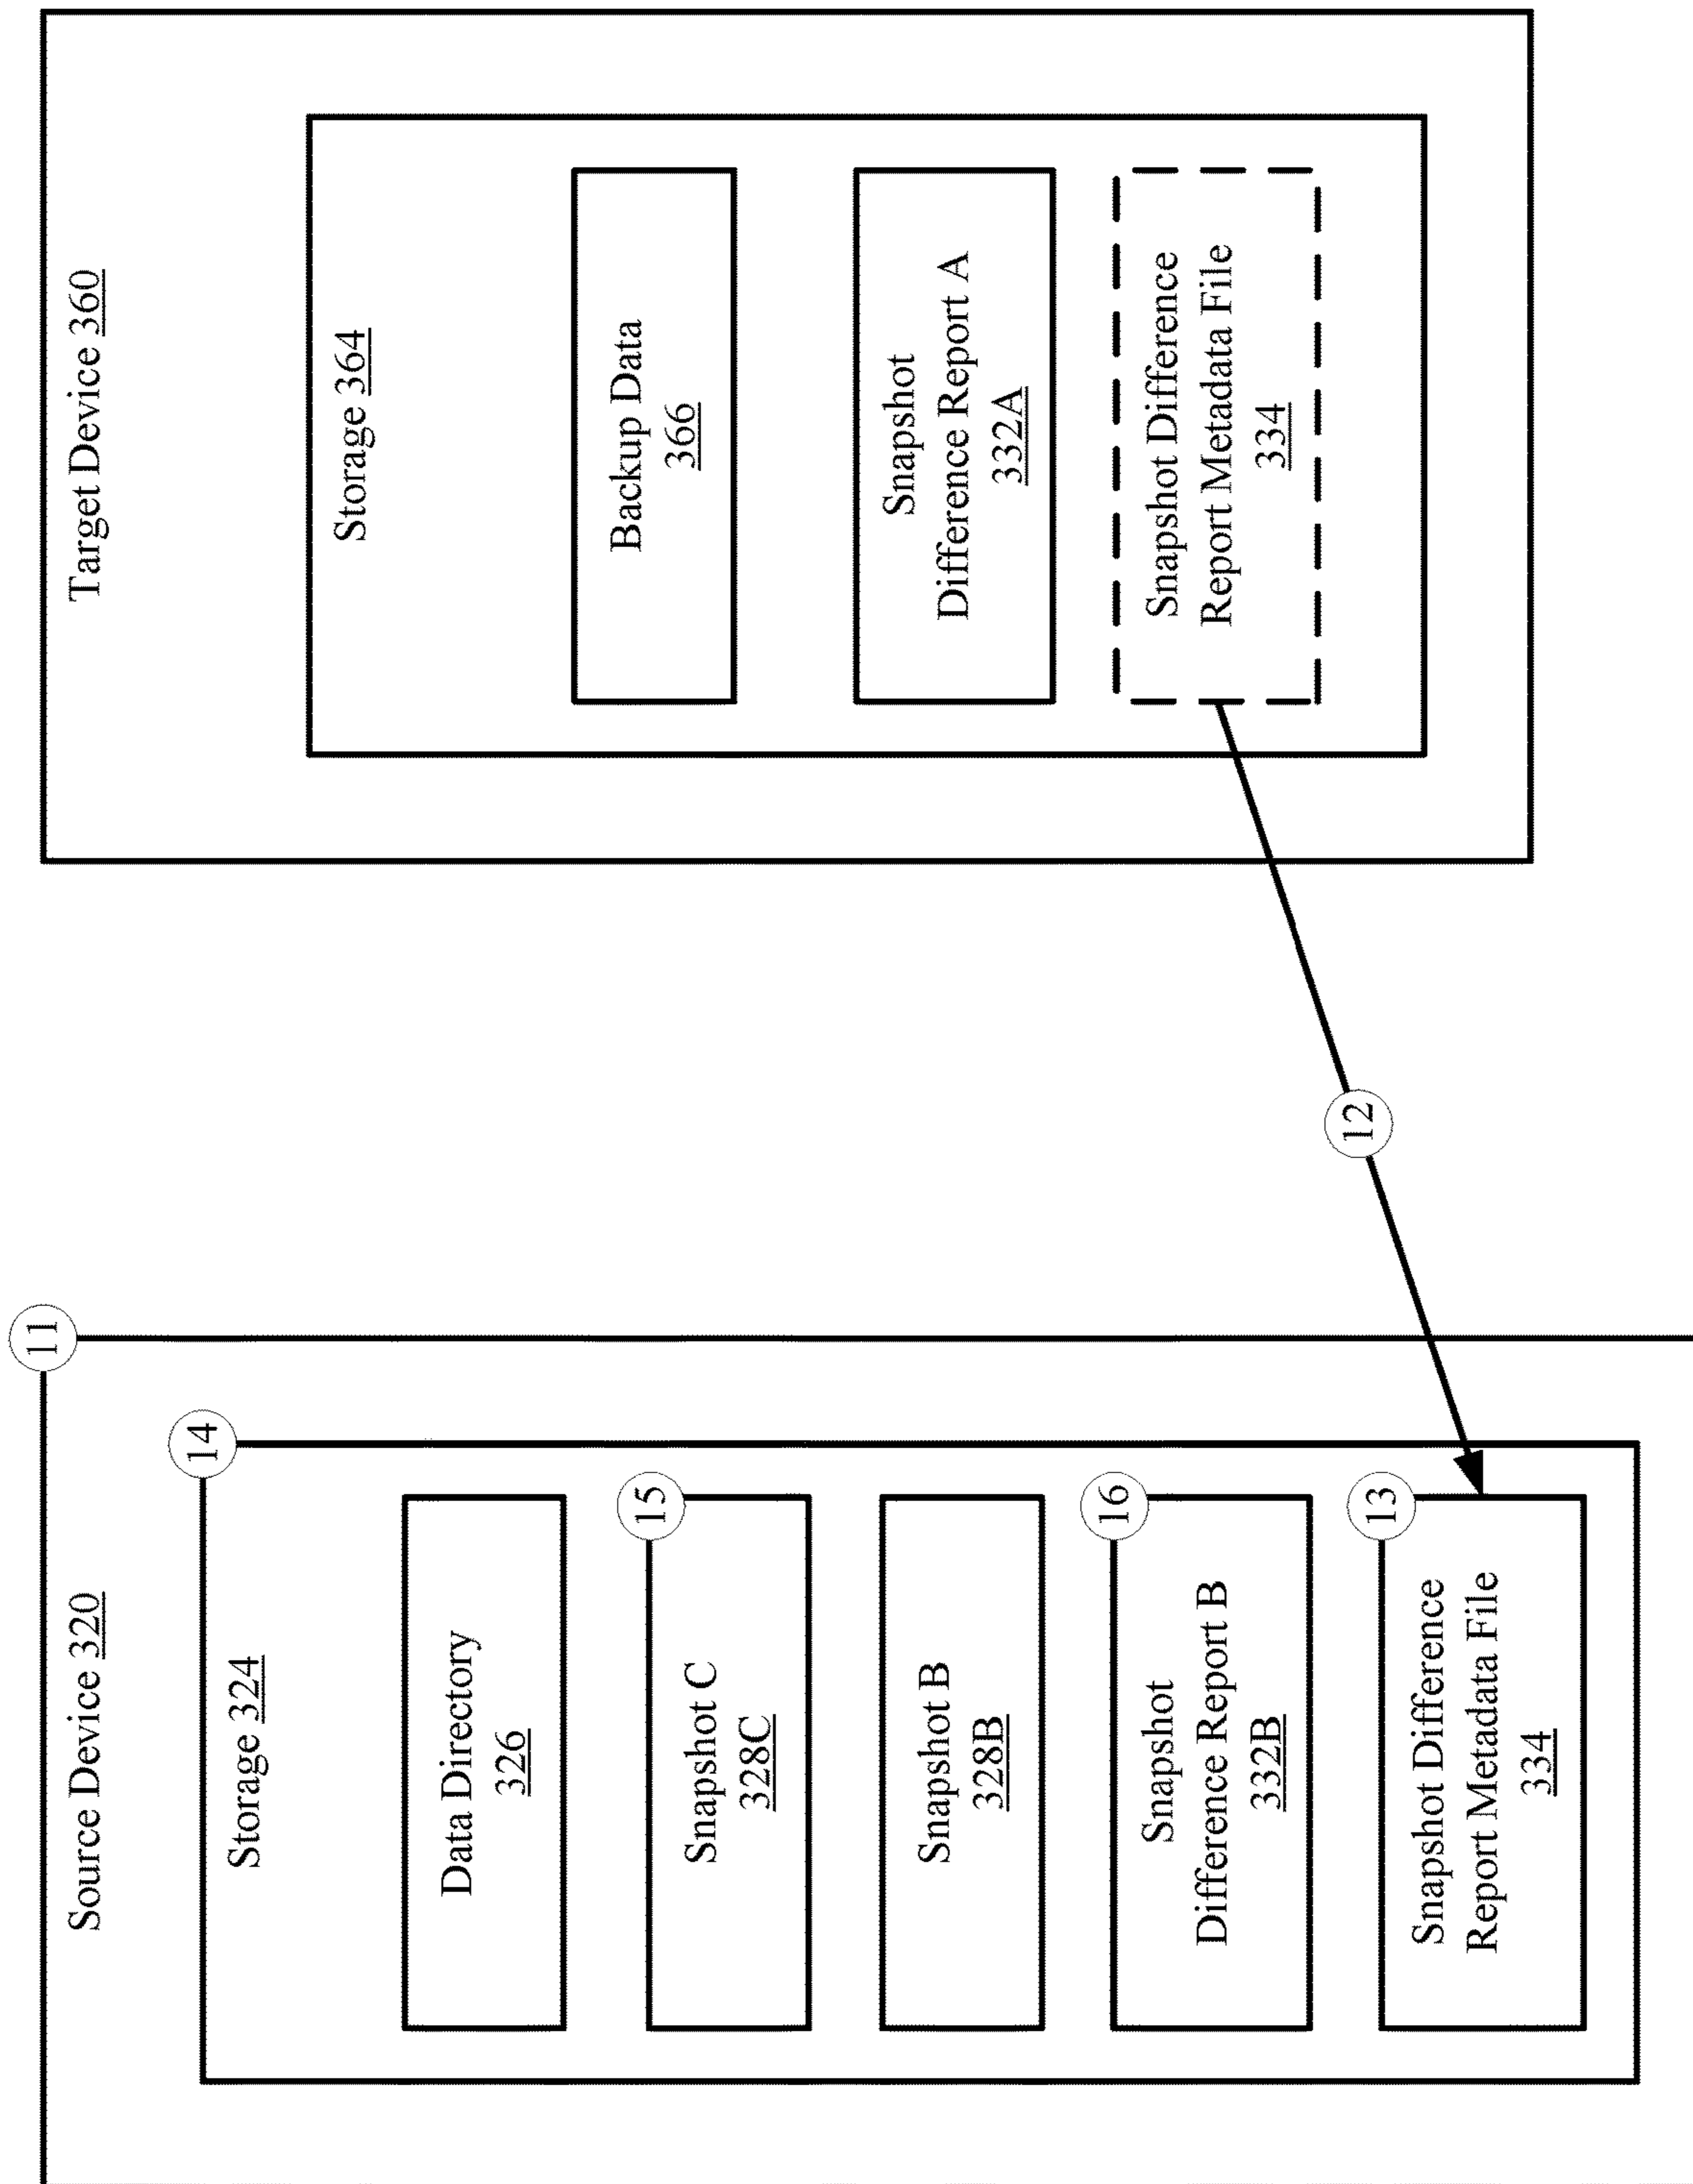 Source Device 320
11
Storage 324
14
Data Directory
326
15
Snapshot C
328C
Snapshot B
328B
16
Snapshot
Difference Report B
332B
13
Snapshot Difference
Report Metadata File
334
12
Target Device 360
Storage 364
Backup Data
366
Snapshot
Difference Report A
332A
Snapshot Difference
Report Metadata File
334